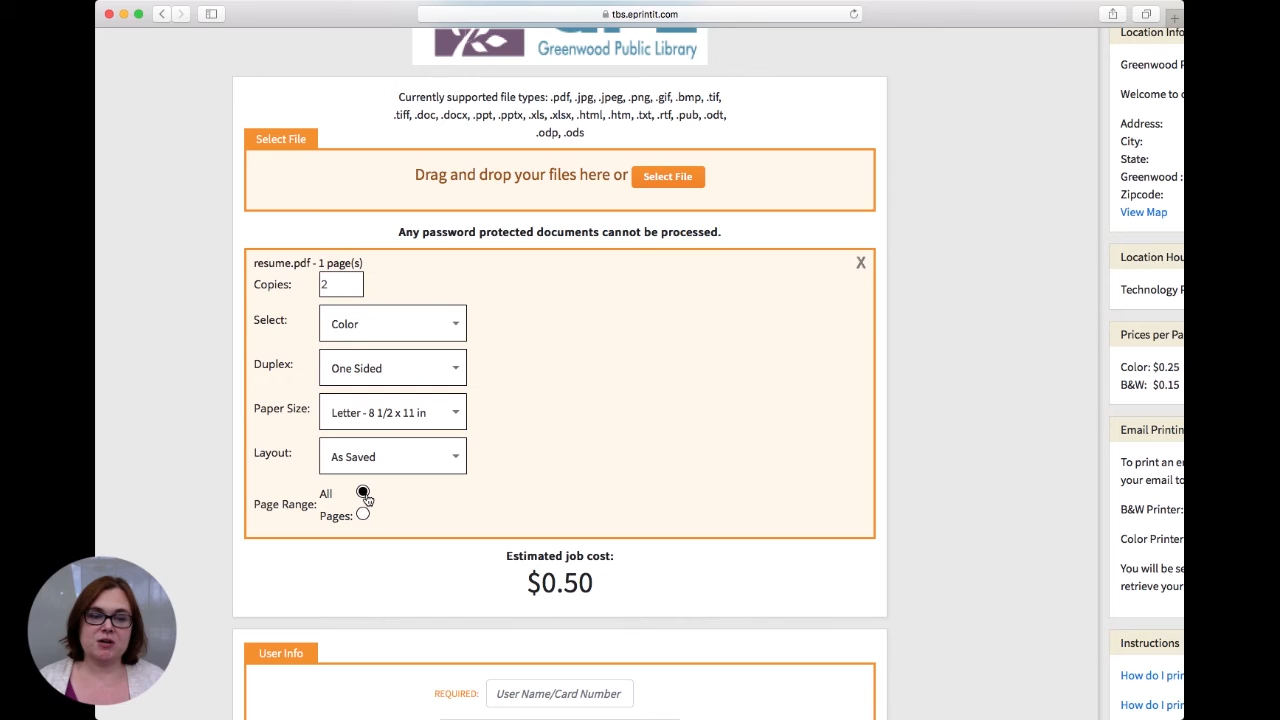 tbs.eprintit.com
Greenwood Public Library
Currently supported file types: .pdf, .jpg, .jpeg, .png, .gif, .bmp, .tif,
.tiff, .doc, .docx, .ppt, .pptx, .xls, .xlsx, .html, .htm, .txt, .rtf, .pub, .odt,
.odp, .ods
Select File
Drag and drop your files here or Select File
Any password protected documents cannot be processed.
resume.pdf - 1 page(s)
X
Copies: 2
Select: Color
Duplex: One Sided
Paper Size: Letter - 8 1/2 x 11 in
Layout: As Saved
Page Range: All
Pages:
Estimated job cost:
$0.50
User Info
REQUIRED: User Name/Card Number
Location Info
Greenwood P
Welcome to c
Address:
City:
State:
Greenwood :
Zipcode:
View Map
Location Hou
Technology P
Prices per Pa
Color: $0.25
B&W: $0.15
Email Printin
To print an e
your email to
B&W Printer:
Color Printer
You will be se
retrieve your
Instructions
How do I prin
How do I prin